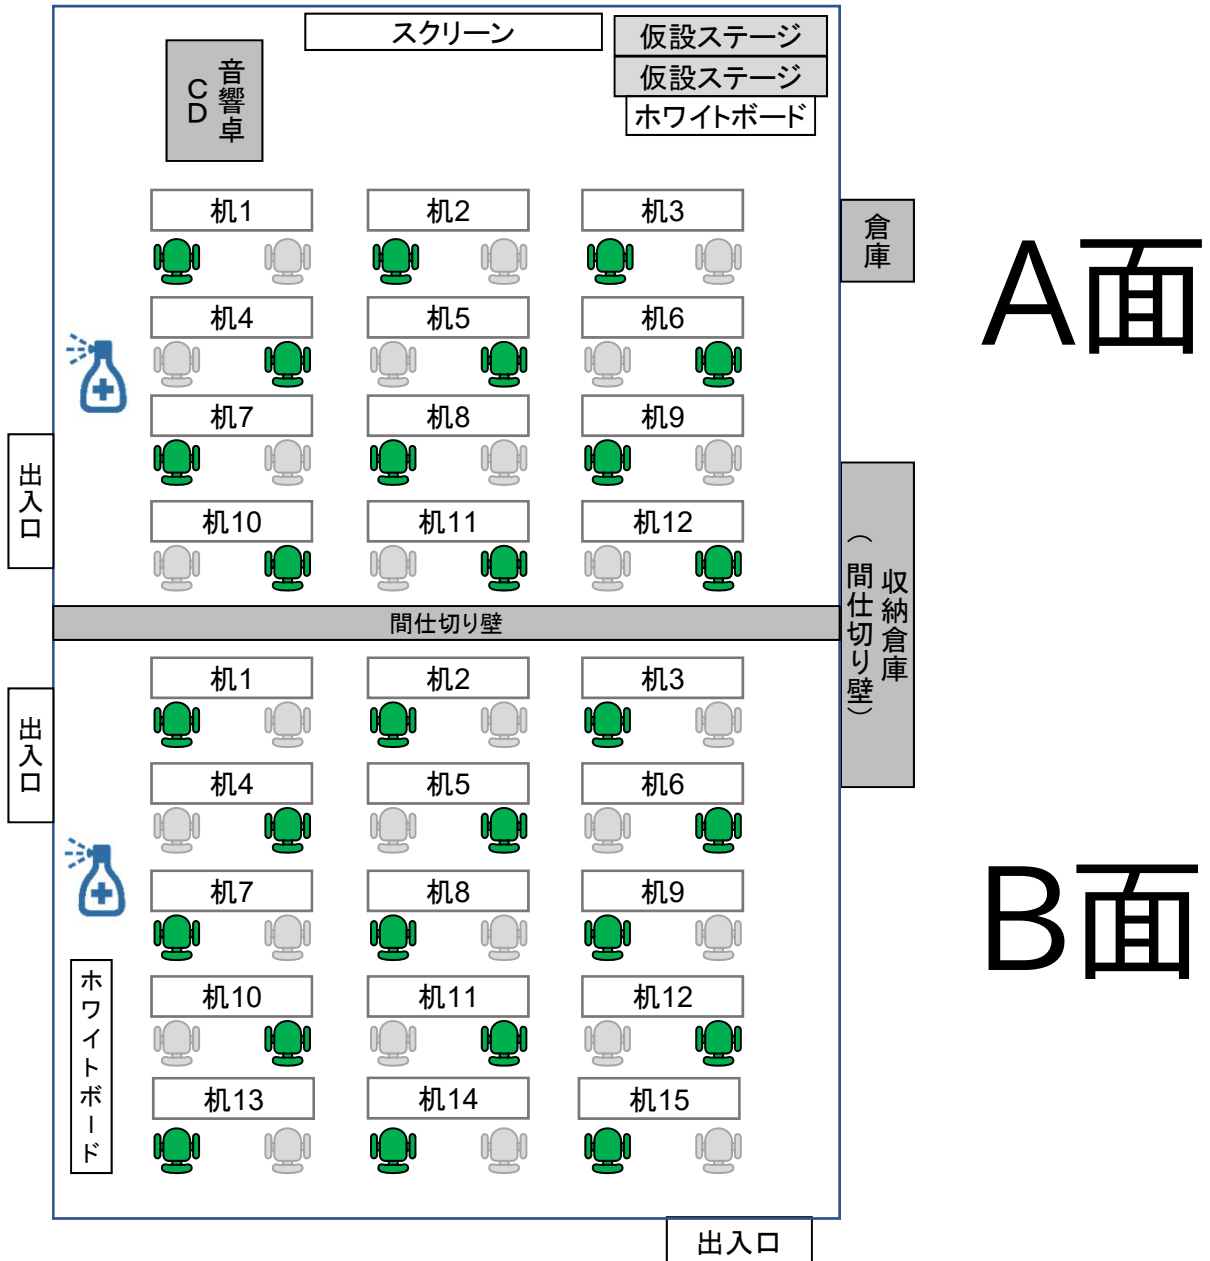 スクリーン
仮設ステージ
仮設ステージ
ホワイトボード
音響卓
CD
机1
机2
机3
倉庫
A面
机4
机5
机6
机7
机8
机9
出入口
机10
机11
机12
収納倉庫
(間仕切り壁)
間仕切り壁
机1
机2
机3
出入口
机4
机5
机6
B面
机7
机8
机9
ホワイトボード
机10
机11
机12
机13
机14
机15
出入口